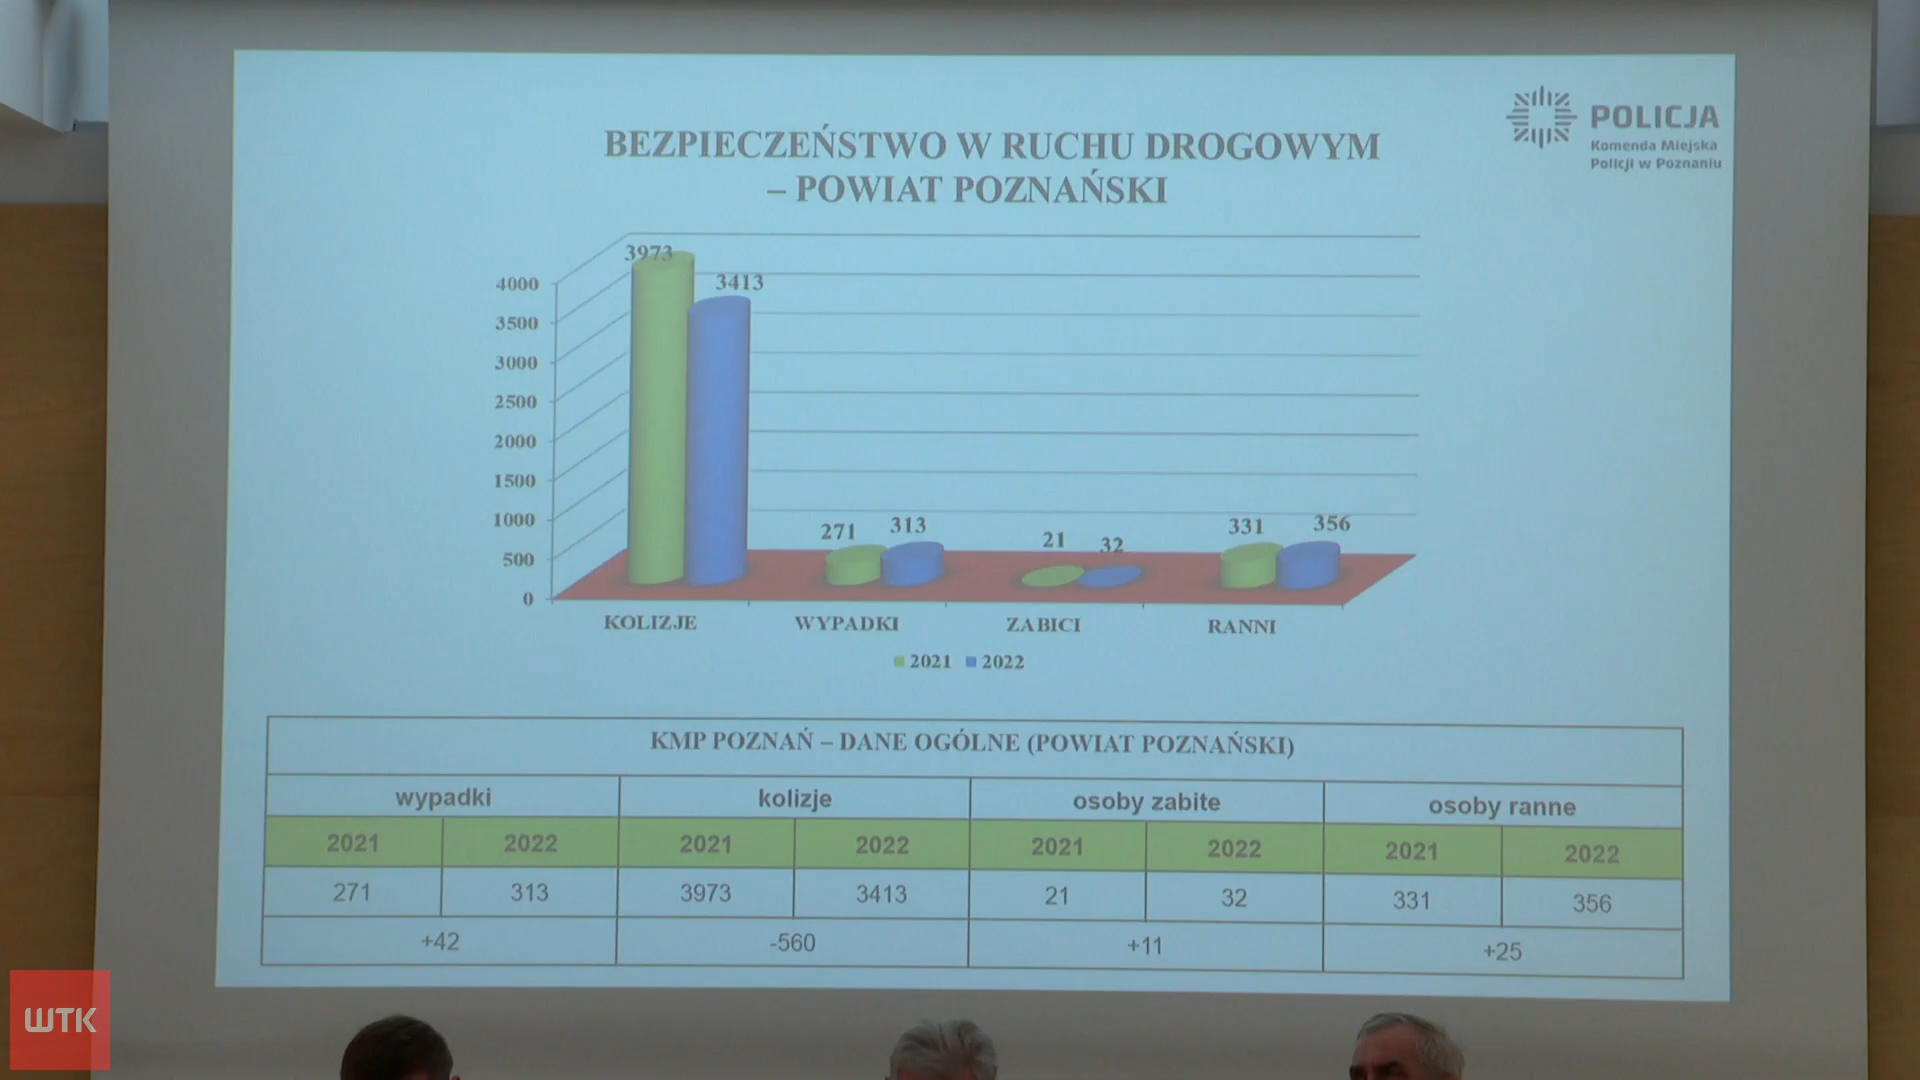 POLICJA
Komenda Miejska
Policji w Poznaniu
BEZPIECZEŃSTWO W RUCHU DROGOWYM
– POWIAT POZNAŃSKI
3973
3413
4000
3500
3000
2500
2000
1500
1000
500
0
271 313 21 32 331 356
KOLIZJE WYPADKI ZABICI RANNI
2021 2022
KMP POZNAŃ – DANE OGÓLNE (POWIAT POZNAŃSKI)
wypadki kolizje osoby zabite osoby ranne
2021 2022 2021 2022 2021 2022 2021 2022
271 313 3973 3413 21 32 331 356
+42 -560 +11 +25
WTK